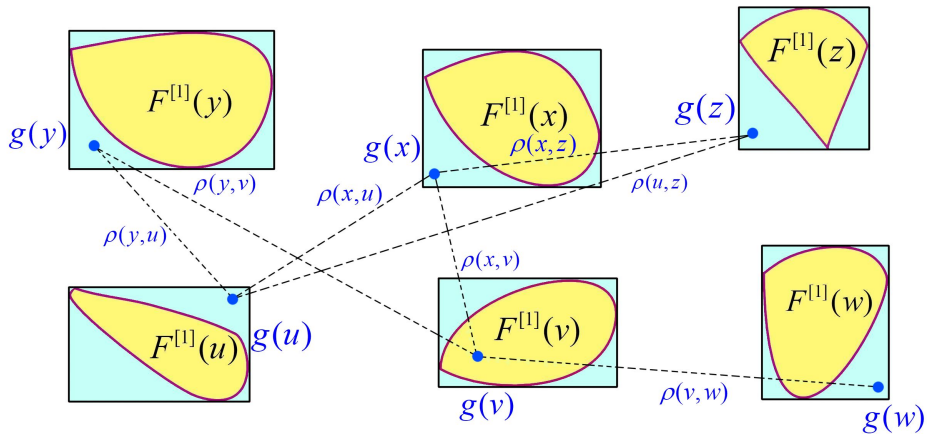 F^[1](y)
F^[1](x)
F^[1](z)
g(y)
g(x)
g(z)
ρ(x,z)
ρ(y,v)
ρ(x,u)
ρ(u,z)
ρ(y,u)
ρ(x,v)
F^[1](u)
g(u)
F^[1](v)
F^[1](w)
g(v)
ρ(v,w)
g(w)